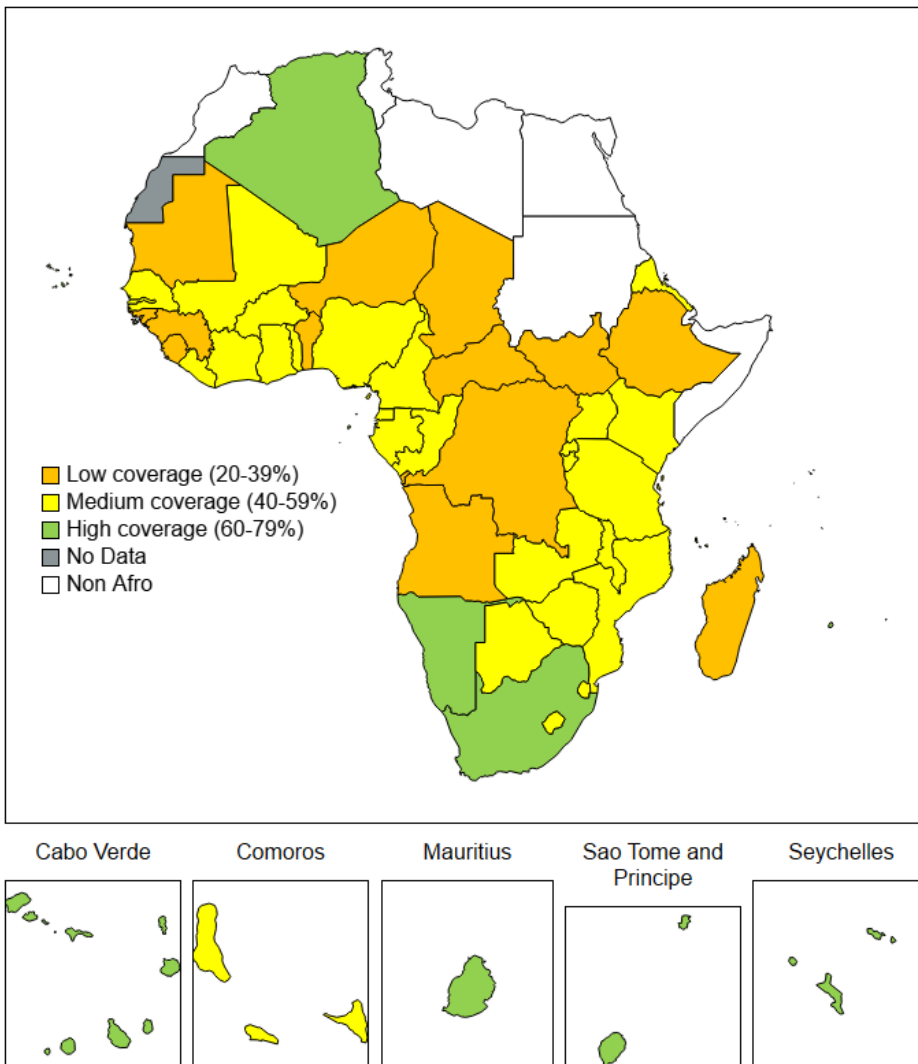 Low coverage (20-39%)
Medium coverage (40-59%)
High coverage (60-79%)
No Data
Non Afro
Cabo Verde
Comoros
Mauritius
Sao Tome and
Principe
Seychelles